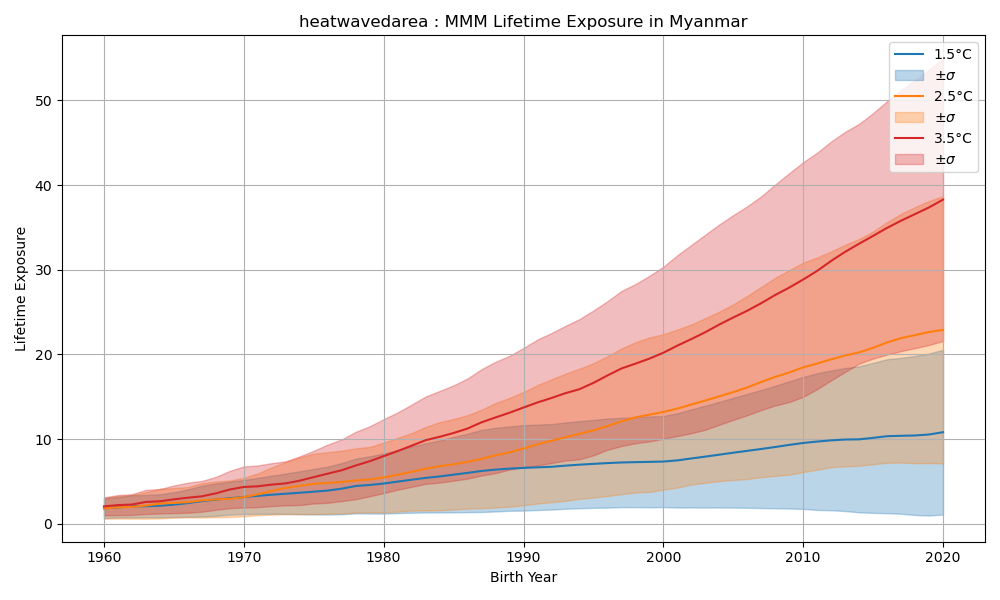 heatwavedarea : MMM Lifetime Exposure in Myanmar
1.5°C
±σ
2.5°C
±σ
3.5°C
±σ
Lifetime Exposure
50
40
30
20
10
0
1960 1970 1980 1990 2000 2010 2020
Birth Year